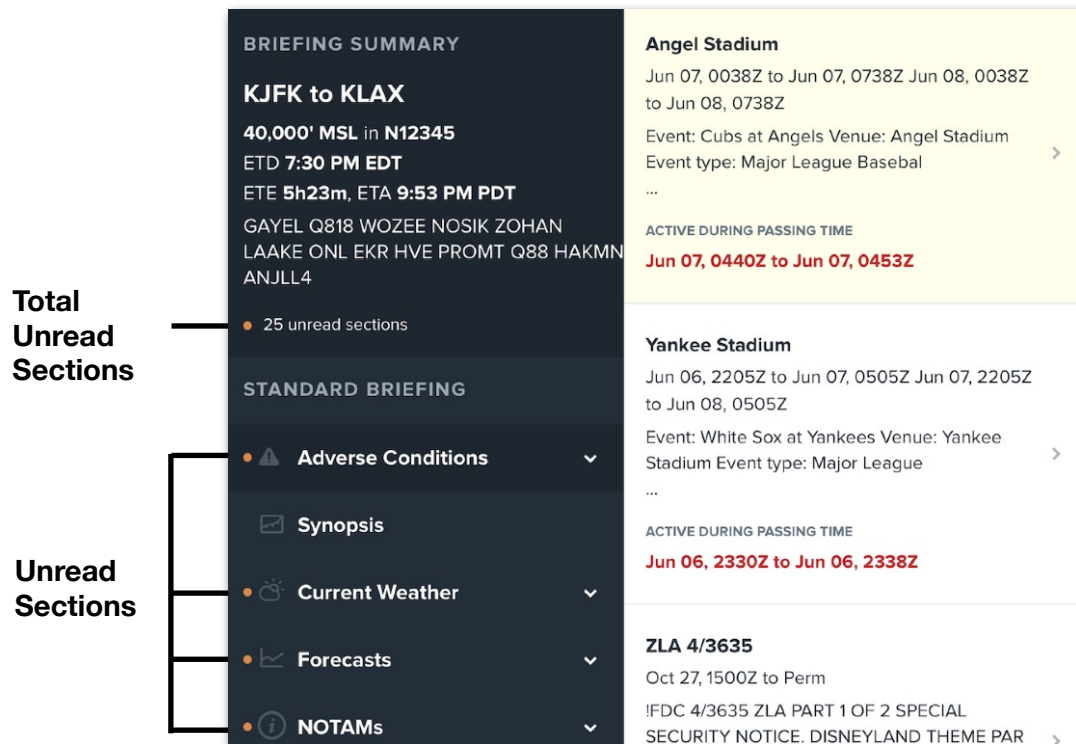 Total
Unread
Sections
Unread
Sections
BRIEFING SUMMARY
KJFK to KLAX
40,000' MSL in N12345
ETD 7:30 PM EDT
ETE 5h23m, ETA 9:53 PM PDT
GAYEL Q818 WOZEE NOSIK ZOHAN
LAAKE ONL EKR HVE PROMT Q88 HAKMN
ANJLL4
25 unread sections
STANDARD BRIEFING
Adverse Conditions
Synopsis
Current Weather
Forecasts
NOTAMs
Angel Stadium
Jun 07, 0038Z to Jun 07, 0738Z Jun 08, 0038Z
to Jun 08, 0738Z
Event: Cubs at Angels Venue: Angel Stadium
Event type: Major League Basebal
...
ACTIVE DURING PASSING TIME
Jun 07, 0440Z to Jun 07, 0453Z
Yankee Stadium
Jun 06, 2205Z to Jun 07, 0505Z Jun 07, 2205Z
to Jun 08, 0505Z
Event: White Sox at Yankees Venue: Yankee
Stadium Event type: Major League
...
ACTIVE DURING PASSING TIME
Jun 06, 2330Z to Jun 06, 2338Z
ZLA 4/3635
Oct 27, 1500Z to Perm
!FDC 4/3635 ZLA PART 1 OF 2 SPECIAL
SECURITY NOTICE. DISNEYLAND THEME PAR